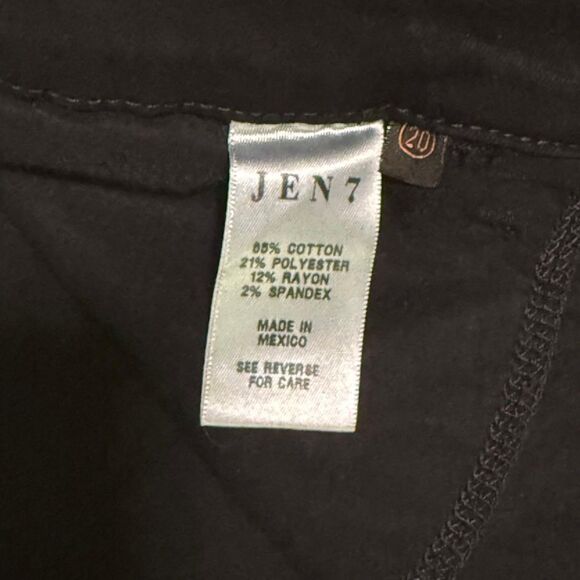 JEN7
20
65% COTTON
21% POLYESTER
12% RAYON
2% SPANDEX
MADE IN
MEXICO
SEE REVERSE
FOR CARE